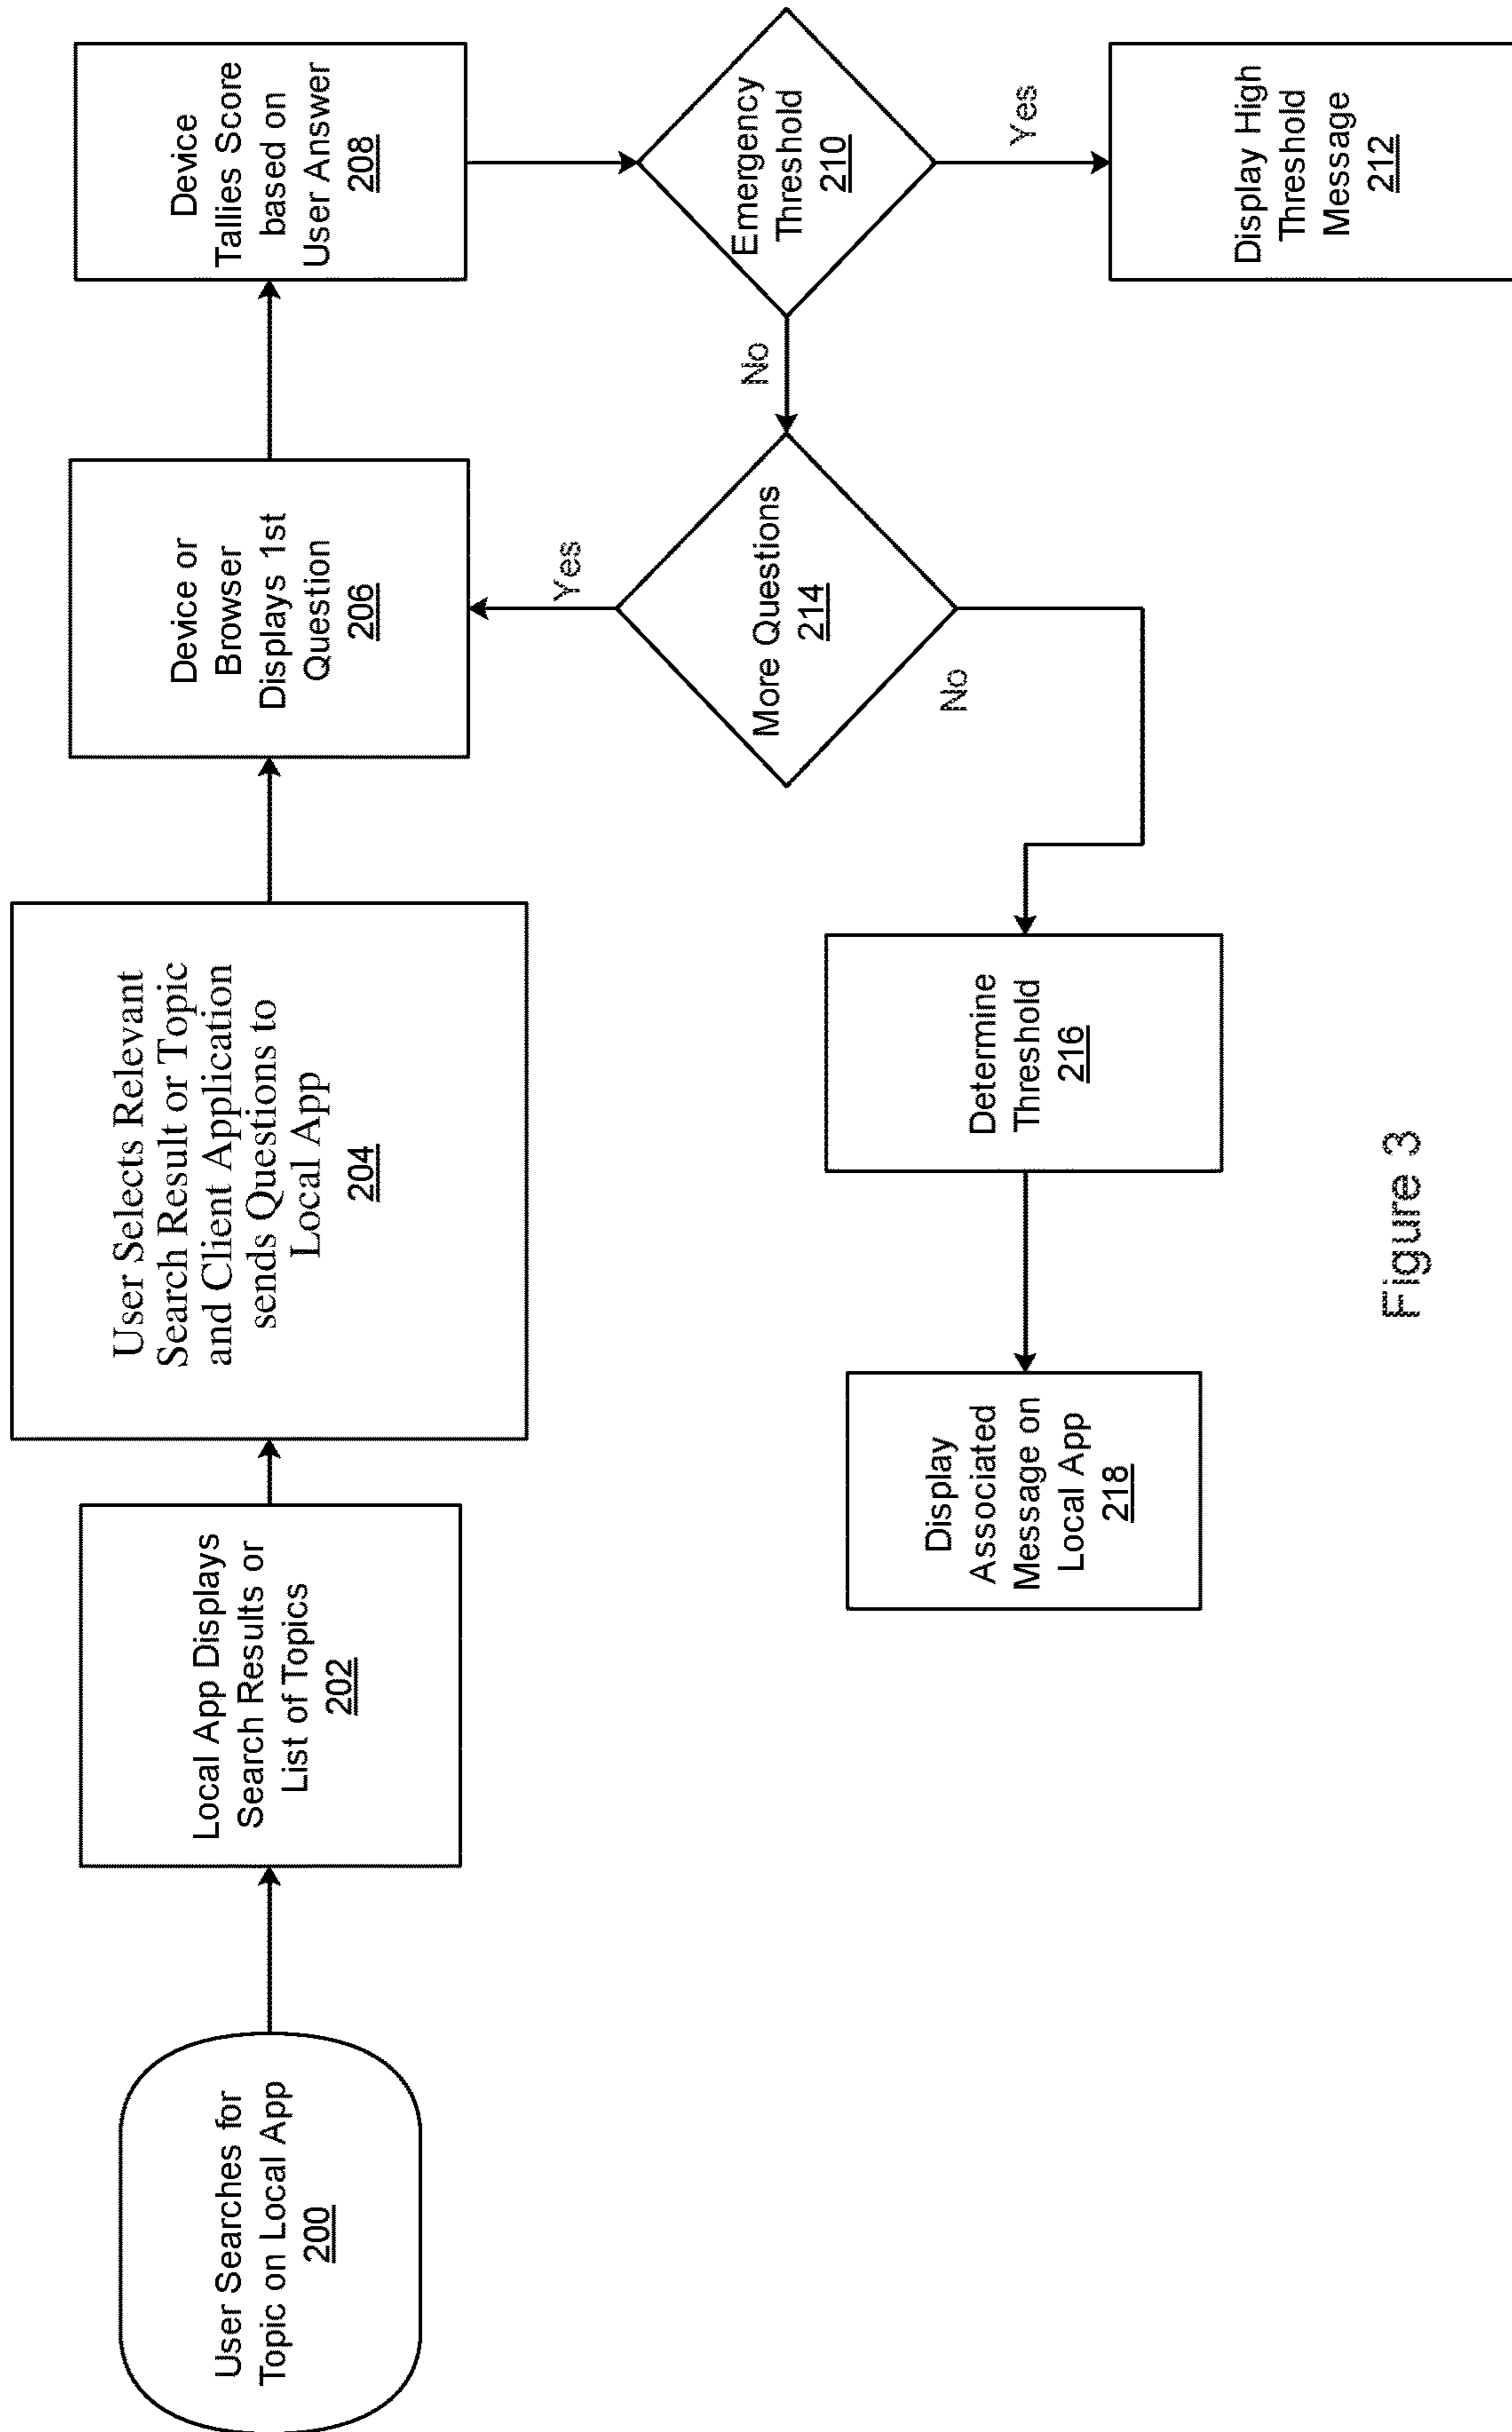 User Searches for
Topic on Local App
200
Local App Displays
Search Results or
List of Topics
202
User Selects Relevant
Search Result or Topic
and Client Application
sends Questions to
Local App
204
Device or
Browser
Displays 1st
Question
206
Device
Tallies Score
based on
User Answer
208
Emergency
Threshold
210
Yes
Display High
Threshold
Message
212
No
More Questions
214
Yes
No
Determine
Threshold
216
Display
Associated
Message on
Local App
218
Figure 3